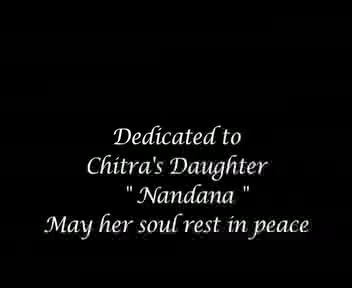 Dedicated to
Chitra's Daughter
" Nandana "
May her soul rest in peace